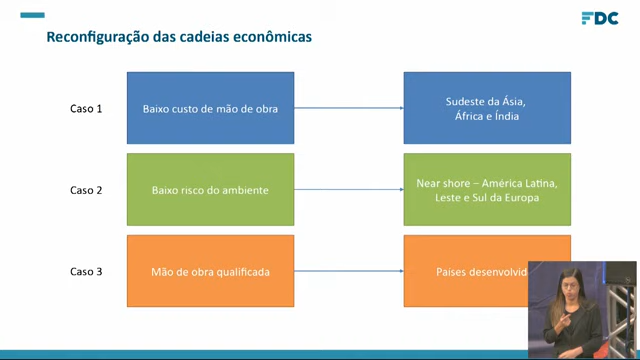 FDC
Reconfiguração das cadeias econômicas
Caso 1
Baixo custo de mão de obra
Sudeste da Ásia,
África e Índia
Caso 2
Baixo risco do ambiente
Near shore – América Latina,
Leste e Sul da Europa
Caso 3
Mão de obra qualificada
Paises